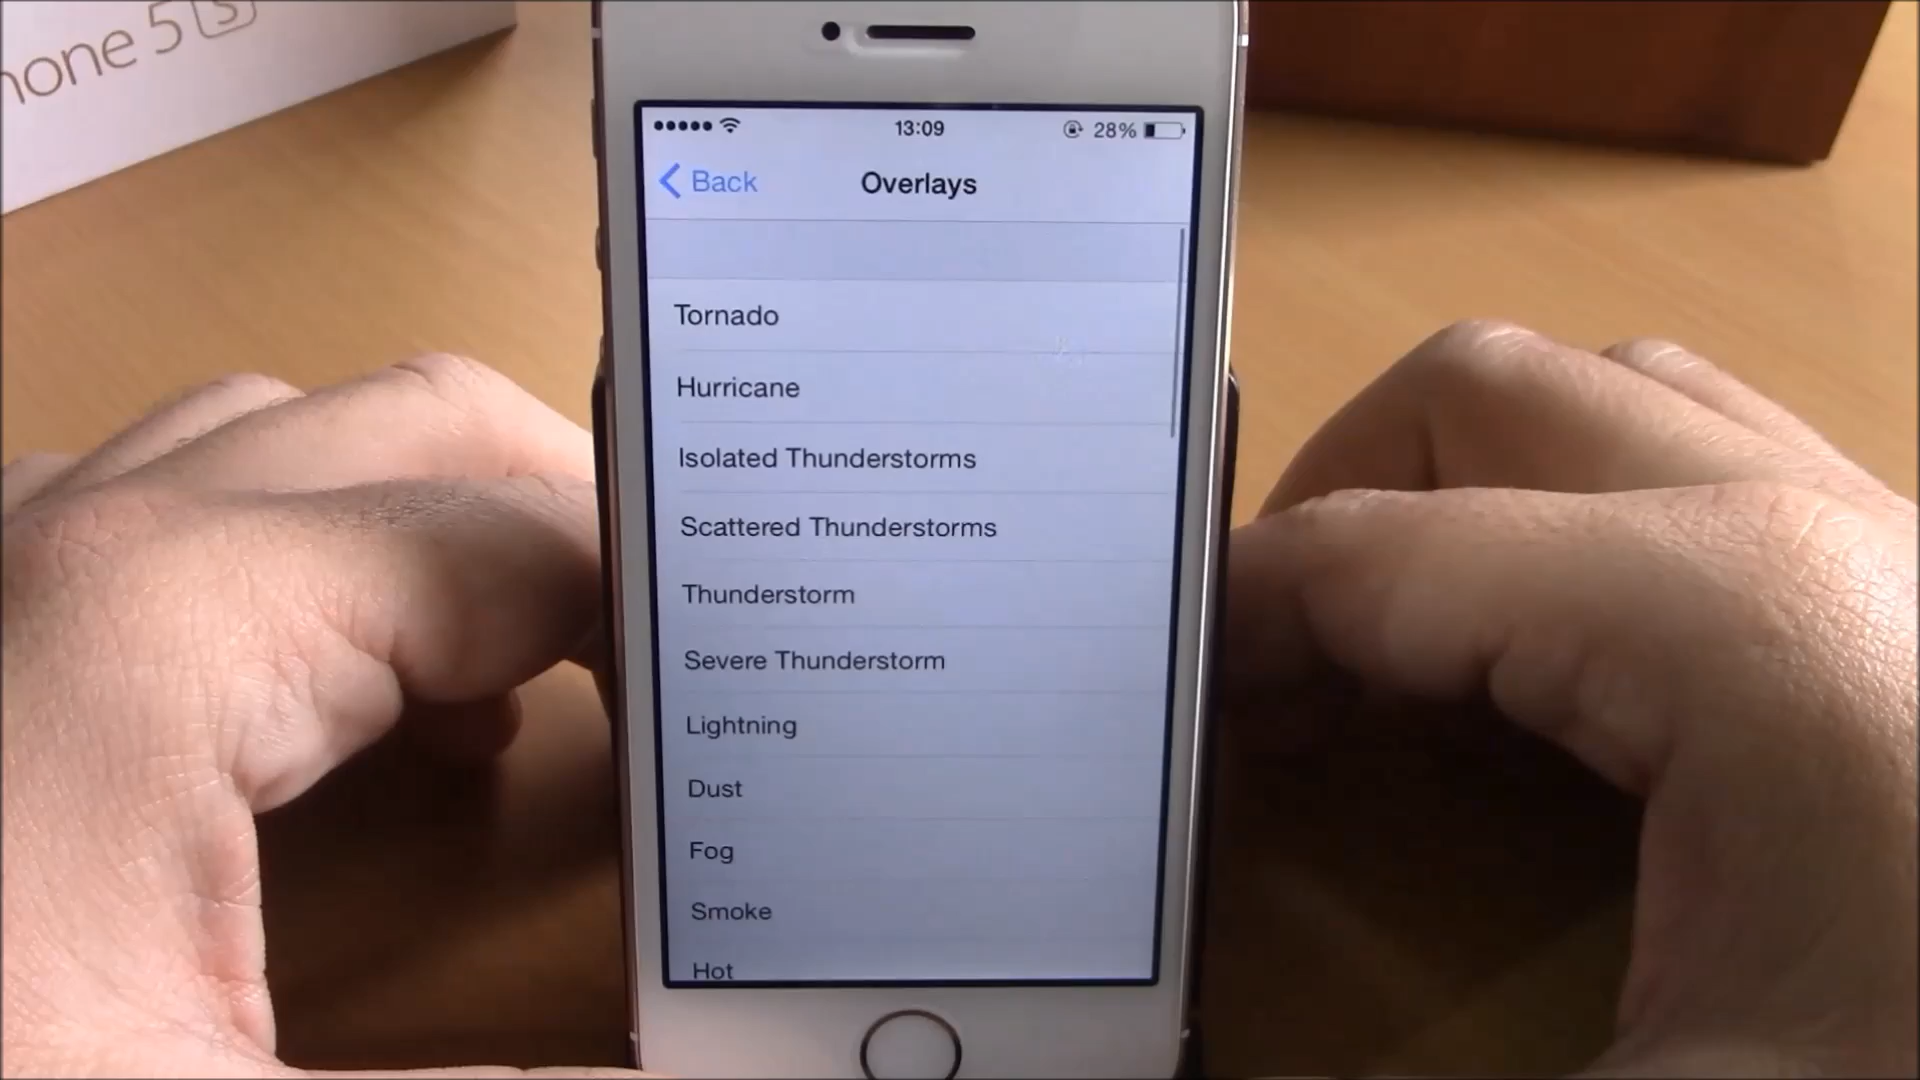 hone 5s
13:09
28%
Back
Overlays
Tornado
Hurricane
Isolated Thunderstorms
Scattered Thunderstorms
Thunderstorm
Severe Thunderstorm
Lightning
Dust
Fog
Smoke
Hot